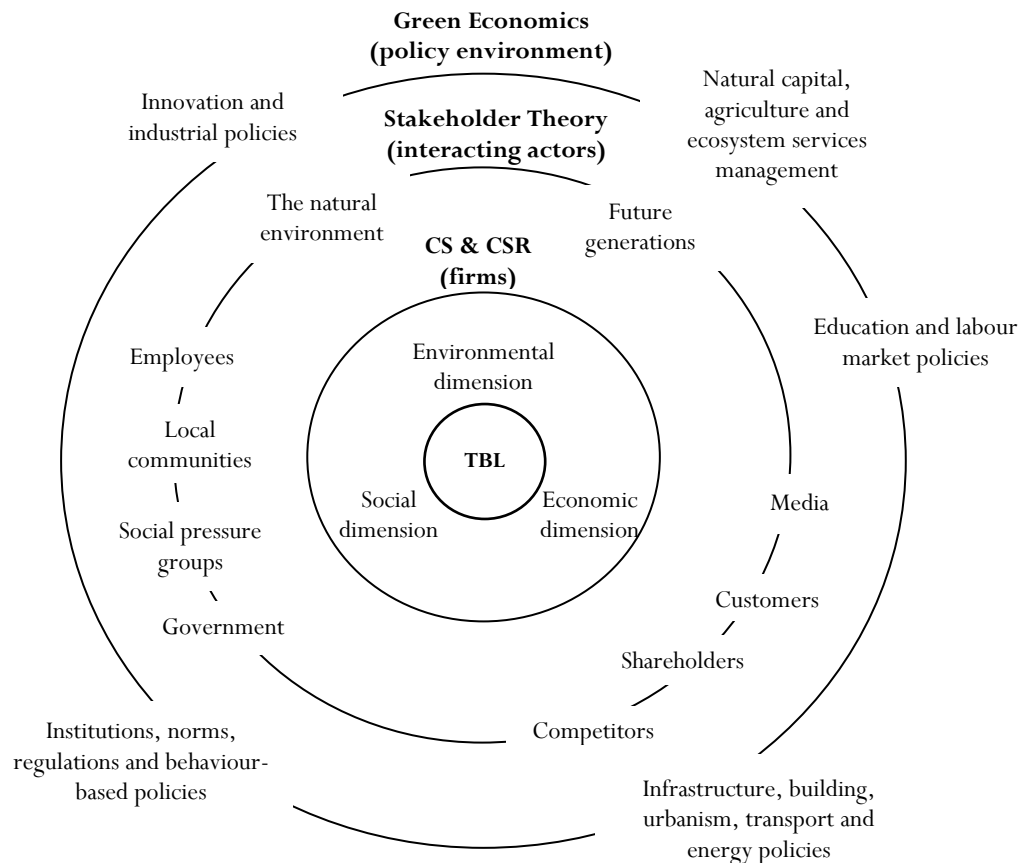 Green Economics
(policy environment)
Innovation and
industrial policies
Natural capital,
agriculture and
ecosystem services
management
Stakeholder Theory
(interacting actors)
The natural
environment
Future
generations
CS & CSR
(firms)
Education and labour
market policies
Employees
Environmental
dimension
Local
communities
TBL
Social
dimension
Economic
dimension
Media
Social pressure
groups
Customers
Government
Shareholders
Competitors
Institutions, norms,
regulations and behaviour-
based policies
Infrastructure, building,
urbanism, transport and
energy policies